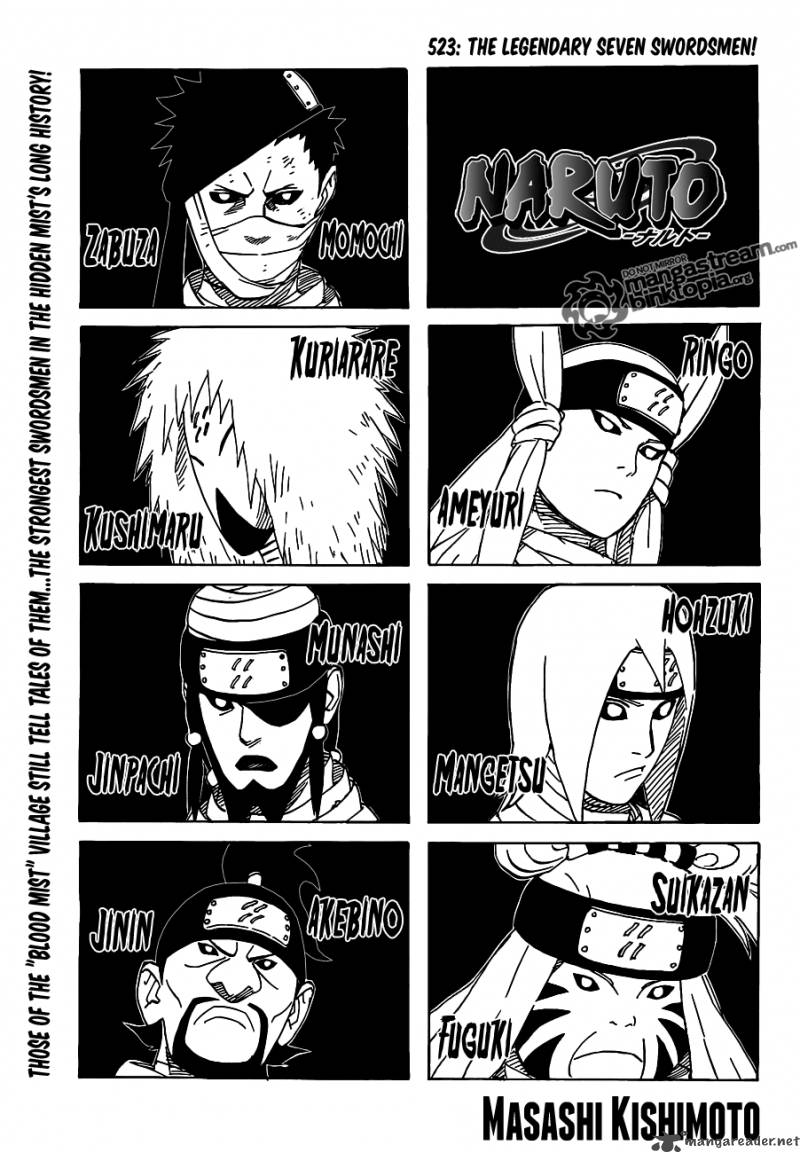 523: THE LEGENDARY SEVEN SWORDSMEN!
THOSE OF THE "BLOOD MIST" VILLAGE STILL TELL TALES OF THEM...THE STRONGEST SWORDSMEN IN THE HIDDEN MIST'S LONG HISTORY!
ZABUZA MOMOCHI
NARUTO
-ナルト-
DO NOT MIRROR
mangastream.com
binktopia.org
KURIARARE
KUSHIMARU
RINGO
AMEYURI
MUNASHI
JINPACHI
HOHZUKI
MANGETSU
JININ AKEBINO
SUIKAZAN
FUGUKI
MASASHI KISHIMOTO
mangareader.net